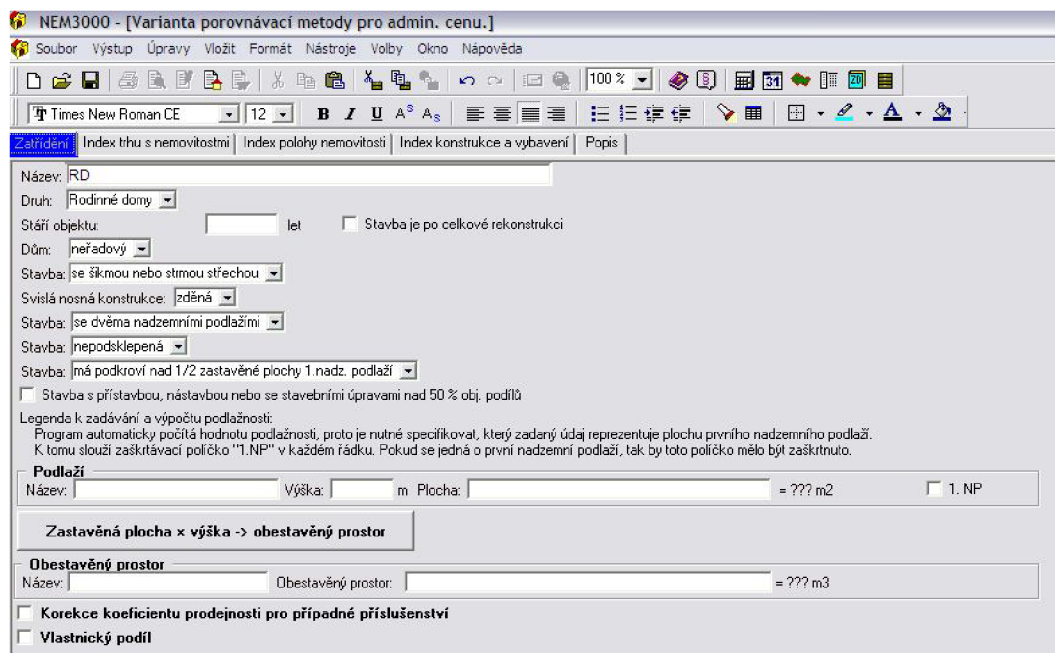 NEM3000 - [Varianta porovnávací metody pro admin. cenu.]
Soubor Výstup Úpravy Vložit Formát Nástroje Volby Okno Nápověda
100 %
31
Times New Roman CE 12 B I U A^S A_S A
Zatřídění Index trhu s nemovitostmi Index polohy nemovitosti Index konstrukce a vybavení Popis
Název: RD
Druh: Rodinné domy
Stáří objektu: let Stavba je po celkové rekonstrukci
Dům: neřadový
Stavba: se šikmou nebo strmou střechou
Svislá nosná konstrukce: zděná
Stavba: se dvěma nadzemními podlažími
Stavba: nepodsklepená
Stavba: má podkroví nad 1/2 zastavěné plochy 1.nadz. podlaží
Stavba s přístavbou, nástavbou nebo se stavebními úpravami nad 50 % obj. podílů
Legenda k zadávání a výpočtu podlažnosti:
Program automaticky počítá hodnotu podlažnosti, proto je nutné specifikovat, který zadaný údaj reprezentuje plochu prvního nadzemního podlaží.
K tomu slouží zaškrtávací políčko "1.NP" v každém řádku. Pokud se jedná o první nadzemní podlaží, tak by toto políčko mělo být zaškrtnuto.
Podlaží
Název: Výška: m Plocha: = ??? m2 1. NP
Zastavěná plocha × výška -> obestavěný prostor
Obestavěný prostor
Název: Obestavěný prostor: = ??? m3
Korekce koeficientu prodejnosti pro případné příslušenství
Vlastnický podíl